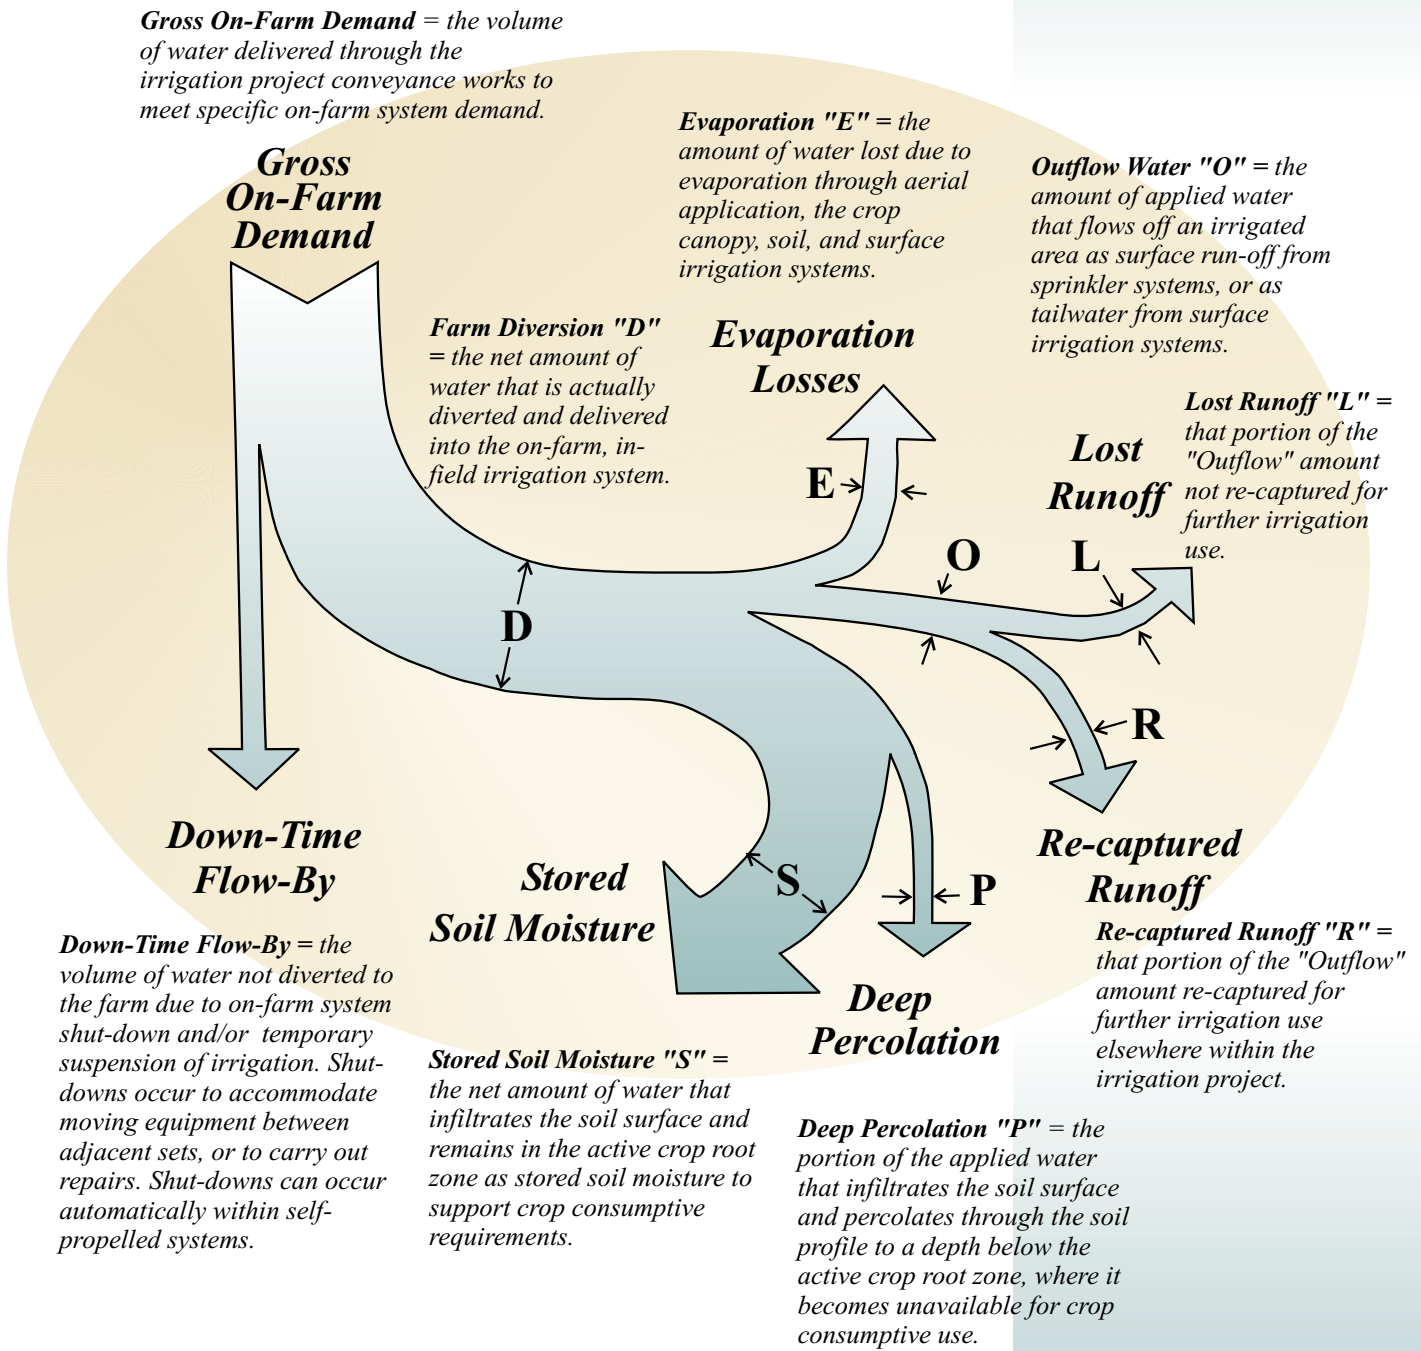 Gross On-Farm Demand = the volume
of water delivered through the
irrigation project conveyance works to
meet specific on-farm system demand.
Gross
On-Farm
Demand
Evaporation "E" = the
amount of water lost due to
evaporation through aerial
application, the crop
canopy, soil, and surface
irrigation systems.
Outflow Water "O" = the
amount of applied water
that flows off an irrigated
area as surface run-off from
sprinkler systems, or as
tailwater from surface
irrigation systems.
Farm Diversion "D"
= the net amount of
water that is actually
diverted and delivered
into the on-farm, in-
field irrigation system.
Evaporation
Losses
Lost Runoff "L" =
that portion of the
"Outflow" amount
not re-captured for
further irrigation
use.
Lost
Runoff
E
O
L
D
R
S
P
Down-Time
Flow-By
Stored
Soil Moisture
Re-captured
Runoff
Down-Time Flow-By = the
volume of water not diverted to
the farm due to on-farm system
shut-down and/or temporary
suspension of irrigation. Shut-
downs occur to accommodate
moving equipment between
adjacent sets, or to carry out
repairs. Shut-downs can occur
automatically within self-
propelled systems.
Re-captured Runoff "R" =
that portion of the "Outflow"
amount re-captured for
further irrigation use
elsewhere within the
irrigation project.
Deep
Percolation
Stored Soil Moisture "S" =
the net amount of water that
infiltrates the soil surface and
remains in the active crop root
zone as stored soil moisture to
support crop consumptive
requirements.
Deep Percolation "P" = the
portion of the applied water
that infiltrates the soil surface
and percolates through the soil
profile to a depth below the
active crop root zone, where it
becomes unavailable for crop
consumptive use.